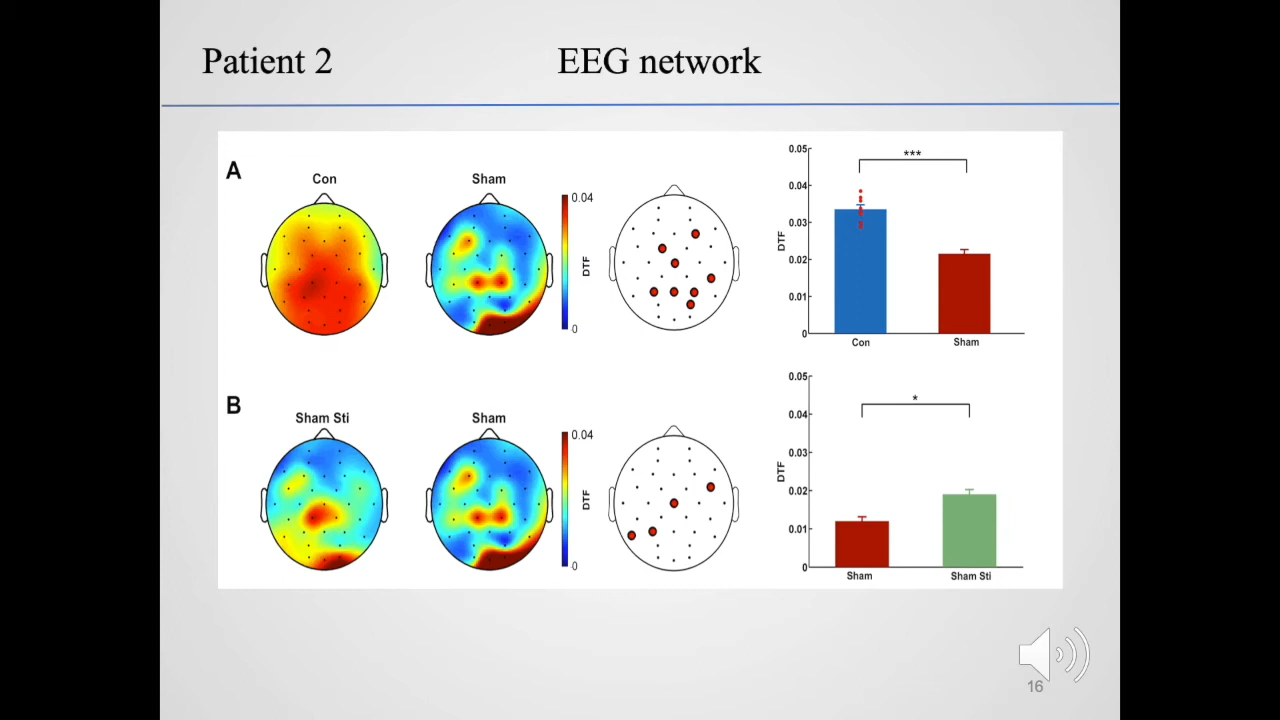 Patient 2 EEG network
A
Con
Sham
0.04
DTF
0
0.05
0.04
0.03
0.02
0.01
0
DTF
***
Con
Sham
B
Sham Sti
Sham
0.04
DTF
0
0.05
0.04
0.03
0.02
0.01
0
DTF
*
Sham
Sham Sti
16